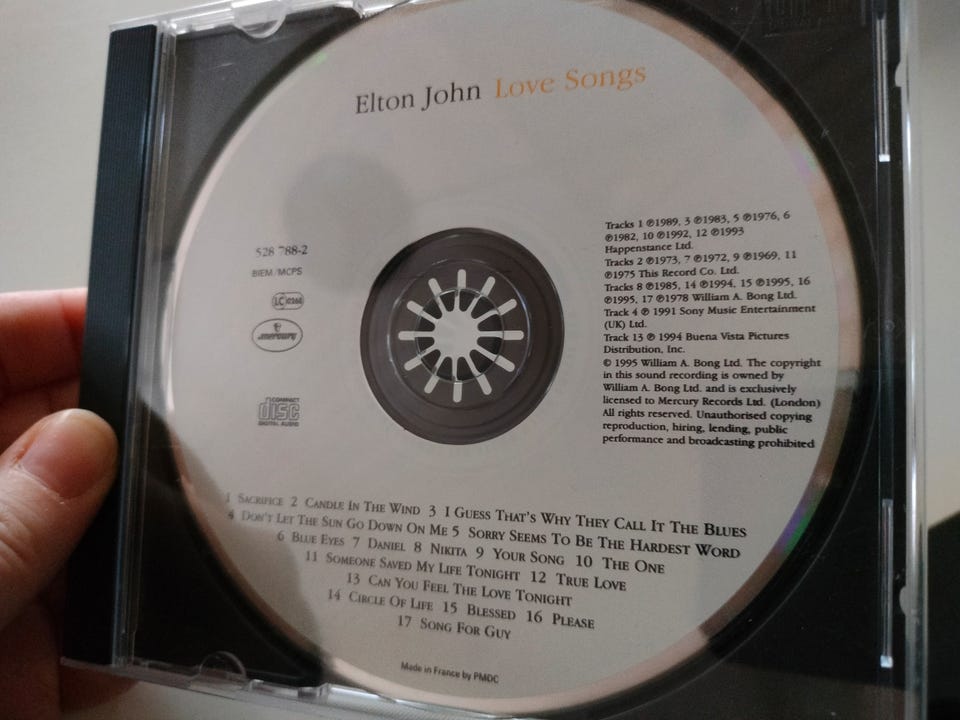 Elton John Love Songs
528 788-2
BIEM/MCPS
LC 0268
mercury
COMPACT
disc
DIGITAL AUDIO
Tracks 1 ℗1989, 3 ℗1983, 5 ℗1976, 6
℗1982, 10 ℗1992, 12 ℗1993
Happenstance Ltd.
Tracks 2 ℗1973, 7 ℗1972, 9 ℗1969, 11
℗1975 This Record Co. Ltd.
Tracks 8 ℗1985, 14 ℗1994, 15 ℗1995, 16
℗1995, 17 ℗1978 William A. Bong Ltd.
Track 4 ℗ 1991 Sony Music Entertainment
(UK) Ltd.
Track 13 ℗ 1994 Buena Vista Pictures
Distribution, Inc.
© 1995 William A. Bong Ltd. The copyright
in this sound recording is owned by
William A. Bong Ltd. and is exclusively
licensed to Mercury Records Ltd. (London)
All rights reserved. Unauthorised copying
reproduction, hiring, lending, public
performance and broadcasting prohibited
1 Sacrifice 2 Candle In The Wind 3 I Guess That's Why They Call It The Blues
4 Don't Let The Sun Go Down On Me 5 Sorry Seems To Be The Hardest Word
6 Blue Eyes 7 Daniel 8 Nikita 9 Your Song 10 The One
11 Someone Saved My Life Tonight 12 True Love
13 Can You Feel The Love Tonight
14 Circle Of Life 15 Blessed 16 Please
17 Song For Guy
Made in France by PMDC